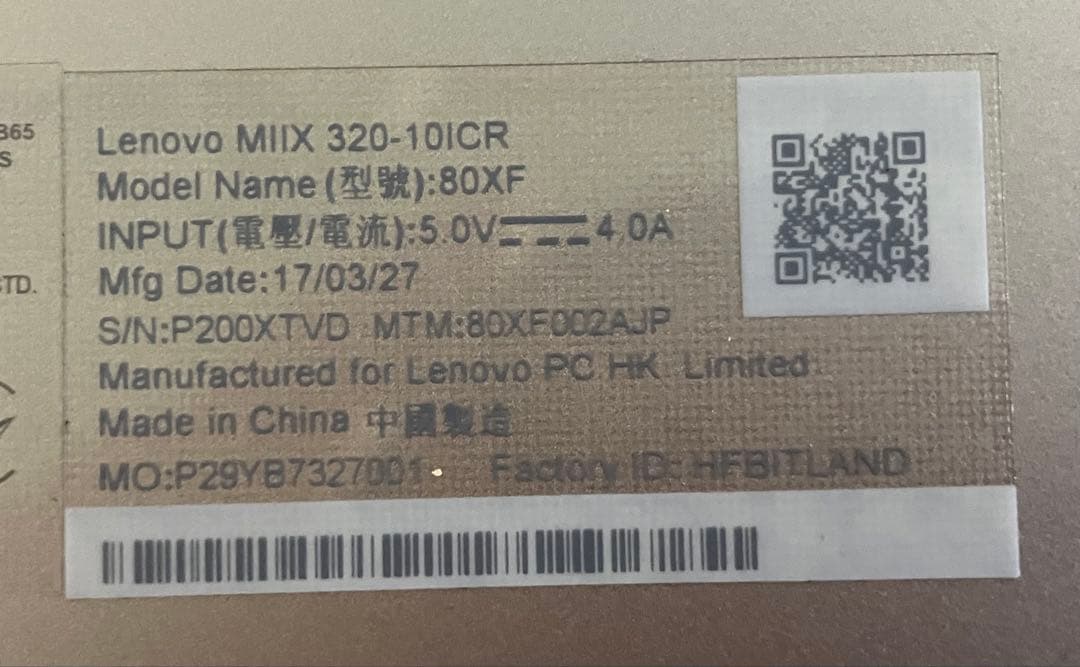 365
S
TD.
Lenovo MIIX 320-10ICR
Model Name(型號):80XF
INPUT(電壓/電流):5.0V⎓4.0A
Mfg Date:17/03/27
S/N:P200XTVD MTM:80XF002AJP
Manufactured for Lenovo PC HK Limited
Made in China 中國製造
MO:P29YB7327001 Factory ID: HFBITLAND